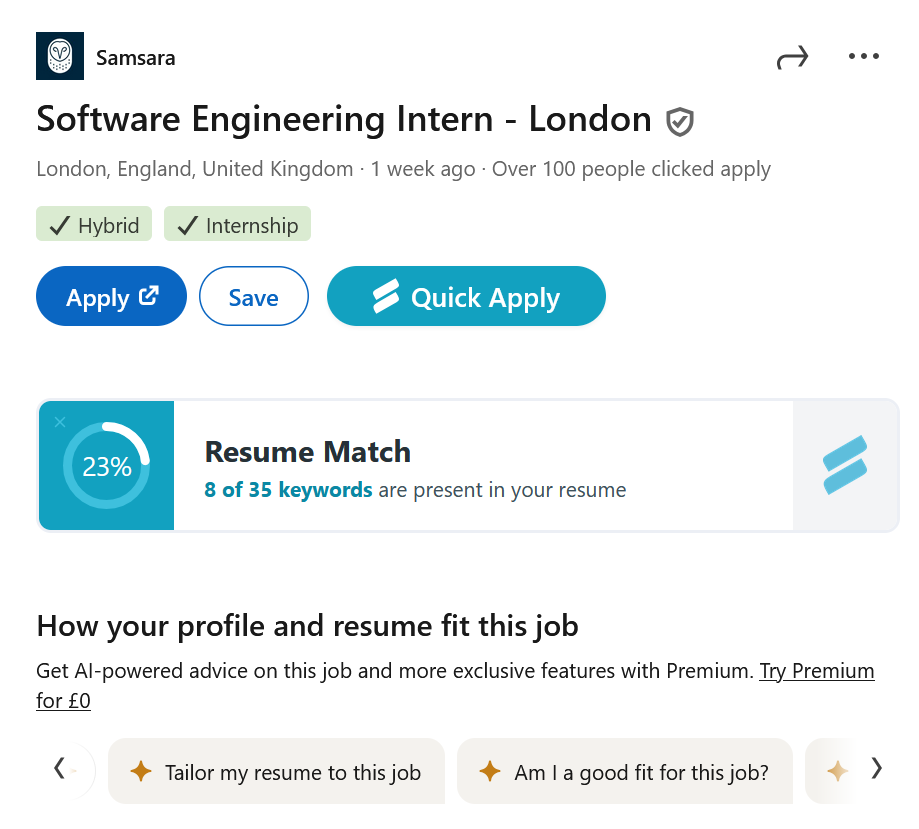 Samsara
Software Engineering Intern - London
London, England, United Kingdom · 1 week ago · Over 100 people clicked apply
Hybrid
Internship
Apply
Save
Quick Apply
23%
Resume Match
8 of 35 keywords are present in your resume
How your profile and resume fit this job
Get AI-powered advice on this job and more exclusive features with Premium. Try Premium
for £0
Tailor my resume to this job
Am I a good fit for this job?